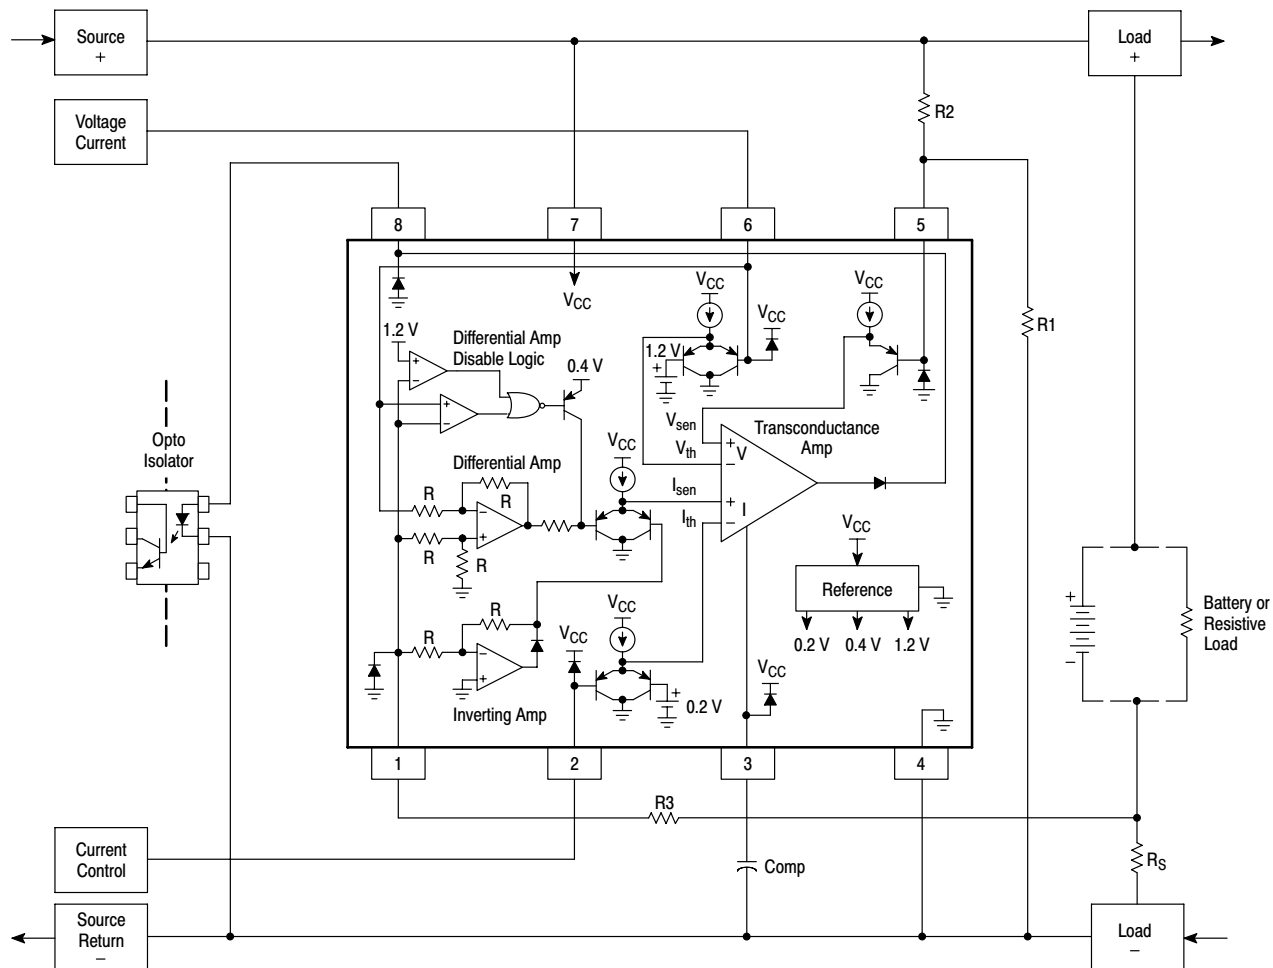 Source
+
Load
+
Voltage
Current
R2
8
7
6
5
VCC
VCC
VCC
VCC
R1
1.2 V
Differential Amp
Disable Logic
0.4 V
1.2 V
+
+
−
+
−
Opto
Isolator
Vsen
Vth
Isen
Ith
+
−
V
+
−
I
Transconductance
Amp
VCC
Differential Amp
R
R
−
+
R
R
VCC
Reference
0.2 V
0.4 V
1.2 V
+
−
Battery or
Resistive
Load
R
R
−
+
Inverting Amp
VCC
VCC
+
0.2 V
VCC
1
2
3
4
R3
Current
Control
Comp
RS
Source
Return
−
Load
−